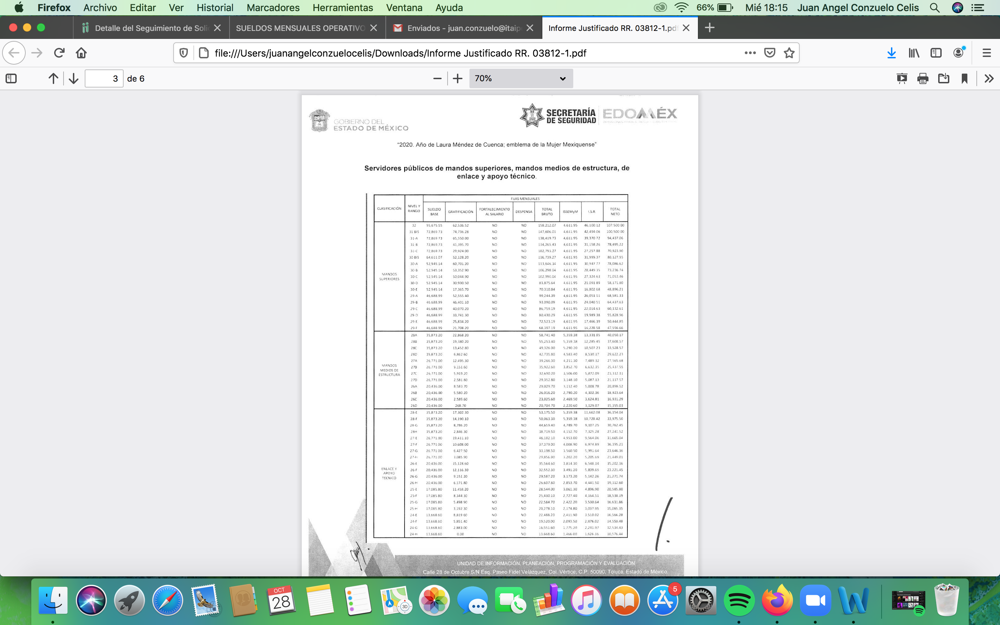 Firefox Archivo Editar Ver Historial Marcadores Herramientas Ventana Ayuda 66% Mié 18:15 Juan Angel Conzuelo Celis
Detalle del Seguimiento de Soli SUELDOS MENSUALES OPERATIVO Enviados - juan.conzuelo@itaip Informe Justificado RR. 03812-1.pdf
file:///Users/juanangelconzuelocelis/Downloads/Informe Justificado RR. 03812-1.pdf
3 de 6 70%
GOBIERNO DEL
ESTADO DE MÉXICO
SECRETARÍA
DE SEGURIDAD
EDOMÉX
“2020. Año de Laura Méndez de Cuenca; emblema de la Mujer Mexiquense”
Servidores públicos de mandos superiores, mandos medios de estructura, de
enlace y apoyo técnico.
FIJAS MENSUALES
CLASIFICACIÓN NIVEL Y RANGO SUELDO BASE GRATIFICACIÓN FORTALECIMIENTO AL SALARIO DESPENSA TOTAL BRUTO ISSEMyM I.S.R. TOTAL NETO
MANDOS SUPERIORES
32 95,675.55 62,536.52 NO NO 158,212.07 4,611.95 46,100.12 107,500.00
31 BIS 72,869.73 74,736.28 NO NO 147,606.01 4,611.95 42,494.06 100,500.00
31-A 72,869.73 65,550.00 NO NO 138,419.73 4,611.95 39,370.72 94,437.06
31-B 72,869.73 41,395.70 NO NO 114,265.43 4,611.95 31,158.26 78,495.22
31-C 72,869.73 29,924.00 NO NO 102,793.27 4,611.95 27,257.88 70,923.90
30 BIS 64,611.07 52,128.20 NO NO 116,739.27 4,611.95 31,999.37 80,127.95
30-A 52,945.14 60,701.20 NO NO 113,646.34 4,611.95 30,947.77 78,086.62
30-B 52,945.14 53,352.90 NO NO 106,298.04 4,611.95 28,449.35 73,236.74
30-C 52,945.14 50,044.90 NO NO 102,990.04 4,611.95 27,324.63 71,053.46
30-D 52,945.14 30,930.50 NO NO 83,875.64 4,611.95 21,091.89 58,171.80
30-E 52,945.14 17,365.70 NO NO 70,310.84 4,611.95 16,802.68 48,896.21
29-A 46,688.99 52,555.40 NO NO 99,244.39 4,611.95 26,051.11 68,581.33
29-B 46,688.99 46,401.10 NO NO 93,090.09 4,611.95 24,040.51 64,437.63
29-C 46,688.99 40,070.20 NO NO 86,759.19 4,611.95 22,014.63 60,132.61
29-D 46,688.99 33,741.30 NO NO 80,430.29 4,611.95 19,989.38 55,828.96
29-E 46,688.99 25,834.20 NO NO 72,523.19 4,611.95 17,466.39 50,444.85
29-F 46,688.99 21,708.20 NO NO 68,397.19 4,611.95 16,228.58 47,556.66
MANDOS MEDIOS DE ESTRUCTURA
28A 35,873.20 22,868.20 NO NO 58,741.40 5,359.38 13,331.85 40,050.17
28B 35,873.20 19,380.20 NO NO 55,253.40 5,359.38 12,285.45 37,608.57
28C 35,873.20 13,452.80 NO NO 49,326.00 5,290.20 10,507.23 33,528.57
28D 35,873.20 6,862.60 NO NO 42,735.80 4,583.40 8,530.17 29,622.23
27A 26,771.00 12,495.30 NO NO 39,266.30 4,211.30 7,489.32 27,565.68
27B 26,771.00 9,151.60 NO NO 35,922.60 3,852.70 6,632.35 25,437.55
27C 26,771.00 5,919.20 NO NO 32,690.20 3,506.00 5,872.09 23,312.11
27D 26,771.00 2,581.80 NO NO 29,352.80 3,148.10 5,087.13 21,117.57
26A 20,436.00 8,583.70 NO NO 29,029.70 3,112.40 5,008.78 20,898.52
26B 20,436.00 5,580.20 NO NO 26,016.20 2,790.20 4,302.36 18,923.64
26C 20,436.00 2,589.60 NO NO 23,025.60 2,469.50 3,624.81 16,931.29
26D 20,436.00 268.70 NO NO 20,704.70 2,220.60 3,129.07 15,355.03
ENLACE Y APOYO TECNICO
28-E 35,873.20 17,302.30 NO NO 53,175.50 5,359.38 11,662.08 36,154.04
28-F 35,873.20 14,190.10 NO NO 50,063.30 5,359.38 10,728.42 33,975.50
28-G 35,873.20 8,786.20 NO NO 44,659.40 4,789.70 9,107.25 30,762.45
28H 35,873.20 2,846.30 NO NO 38,719.50 4,152.70 7,325.28 27,241.52
27-E 26,771.00 19,411.10 NO NO 46,182.10 4,953.00 9,564.06 31,665.04
27-F 26,771.00 10,608.00 NO NO 37,379.00 4,008.90 6,974.89 36,395.21
27-G 26,771.00 6,427.50 NO NO 33,198.50 3,560.50 5,991.64 23,646.36
27-H 26,771.00 3,085.90 NO NO 29,856.90 3,202.20 5,205.69 21,449.01
26-E 20,436.00 15,128.60 NO NO 35,564.60 3,814.30 6,548.14 35,202.16
26-F 20,436.00 12,116.30 NO NO 32,552.30 3,491.20 5,839.65 23,221.45
26-G 20,436.00 9,151.20 NO NO 29,587.20 3,173.20 5,142.26 21,271.74
26-H 20,436.00 6,171.80 NO NO 26,607.80 2,853.70 4,441.50 19,312.60
25-E 17,085.80 11,458.20 NO NO 28,544.00 3,061.30 4,896.90 20,585.80
25-F 17,085.80 8,344.30 NO NO 25,430.10 2,727.40 4,164.51 18,538.19
25-G 17,085.80 5,498.90 NO NO 22,584.70 2,422.20 3,530.64 16,631.86
25-H 17,085.80 3,192.30 NO NO 20,278.10 2,174.80 3,037.95 15,065.35
24-E 13,668.60 8,819.60 NO NO 22,488.20 2,411.90 3,510.02 16,566.28
24-F 13,668.60 5,851.40 NO NO 19,520.00 2,093.50 2,876.02 14,550.48
24-G 13,668.60 2,883.00 NO NO 16,551.60 1,775.20 2,241.97 12,534.43
24-H 13,668.60 0.00 NO NO 13,668.60 1,466.00 1,626.16 10,576.44
UNIDAD DE INFORMACIÓN, PLANEACIÓN, PROGRAMACIÓN Y EVALUACIÓN
Calle 28 de Octubre S/N Esq. Paseo Fidel Velázquez, Col. Vértice, C.P. 50090, Toluca, Estado de México.
OCT
28
3D
NUMBERS
5